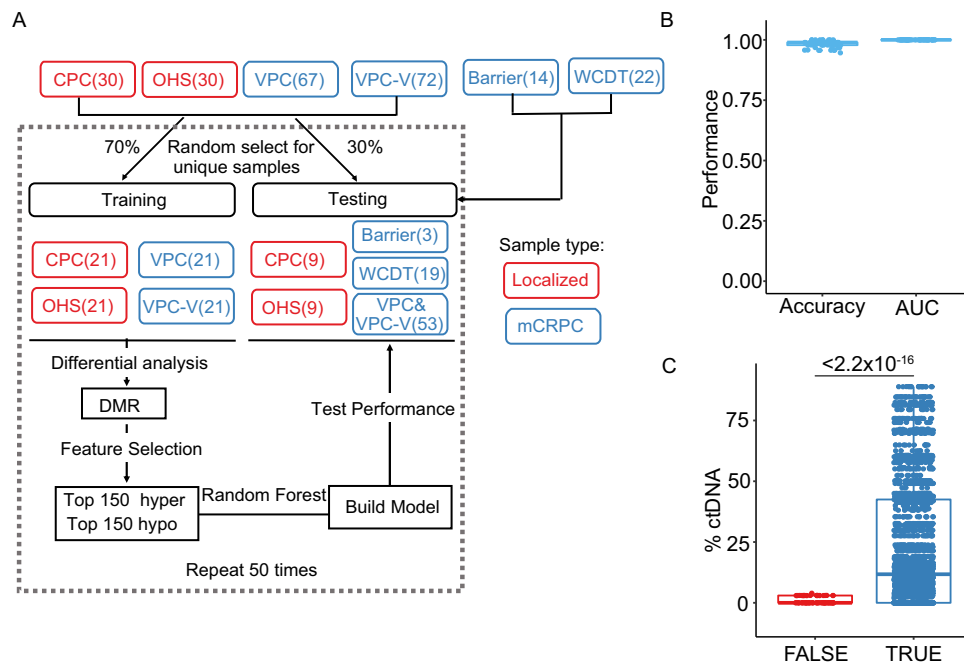 A
CPC(30)
OHS(30)
VPC(67)
VPC-V(72)
Barrier(14)
WCDT(22)
70%
Random select for
unique samples
30%
Training
Testing
CPC(21)
VPC(21)
OHS(21)
VPC-V(21)
CPC(9)
OHS(9)
Barrier(3)
WCDT(19)
VPC&
VPC-V(53)
Sample type:
Localized
mCRPC
Differential analysis
DMR
Feature Selection
Top 150 hyper
Top 150 hypo
Random Forest
Build Model
Test Performance
Repeat 50 times
B
Performance
1.00
0.75
0.50
0.25
0.00
Accuracy
AUC
C
<2.2x10⁻¹⁶
% ctDNA
75
50
25
0
FALSE
TRUE